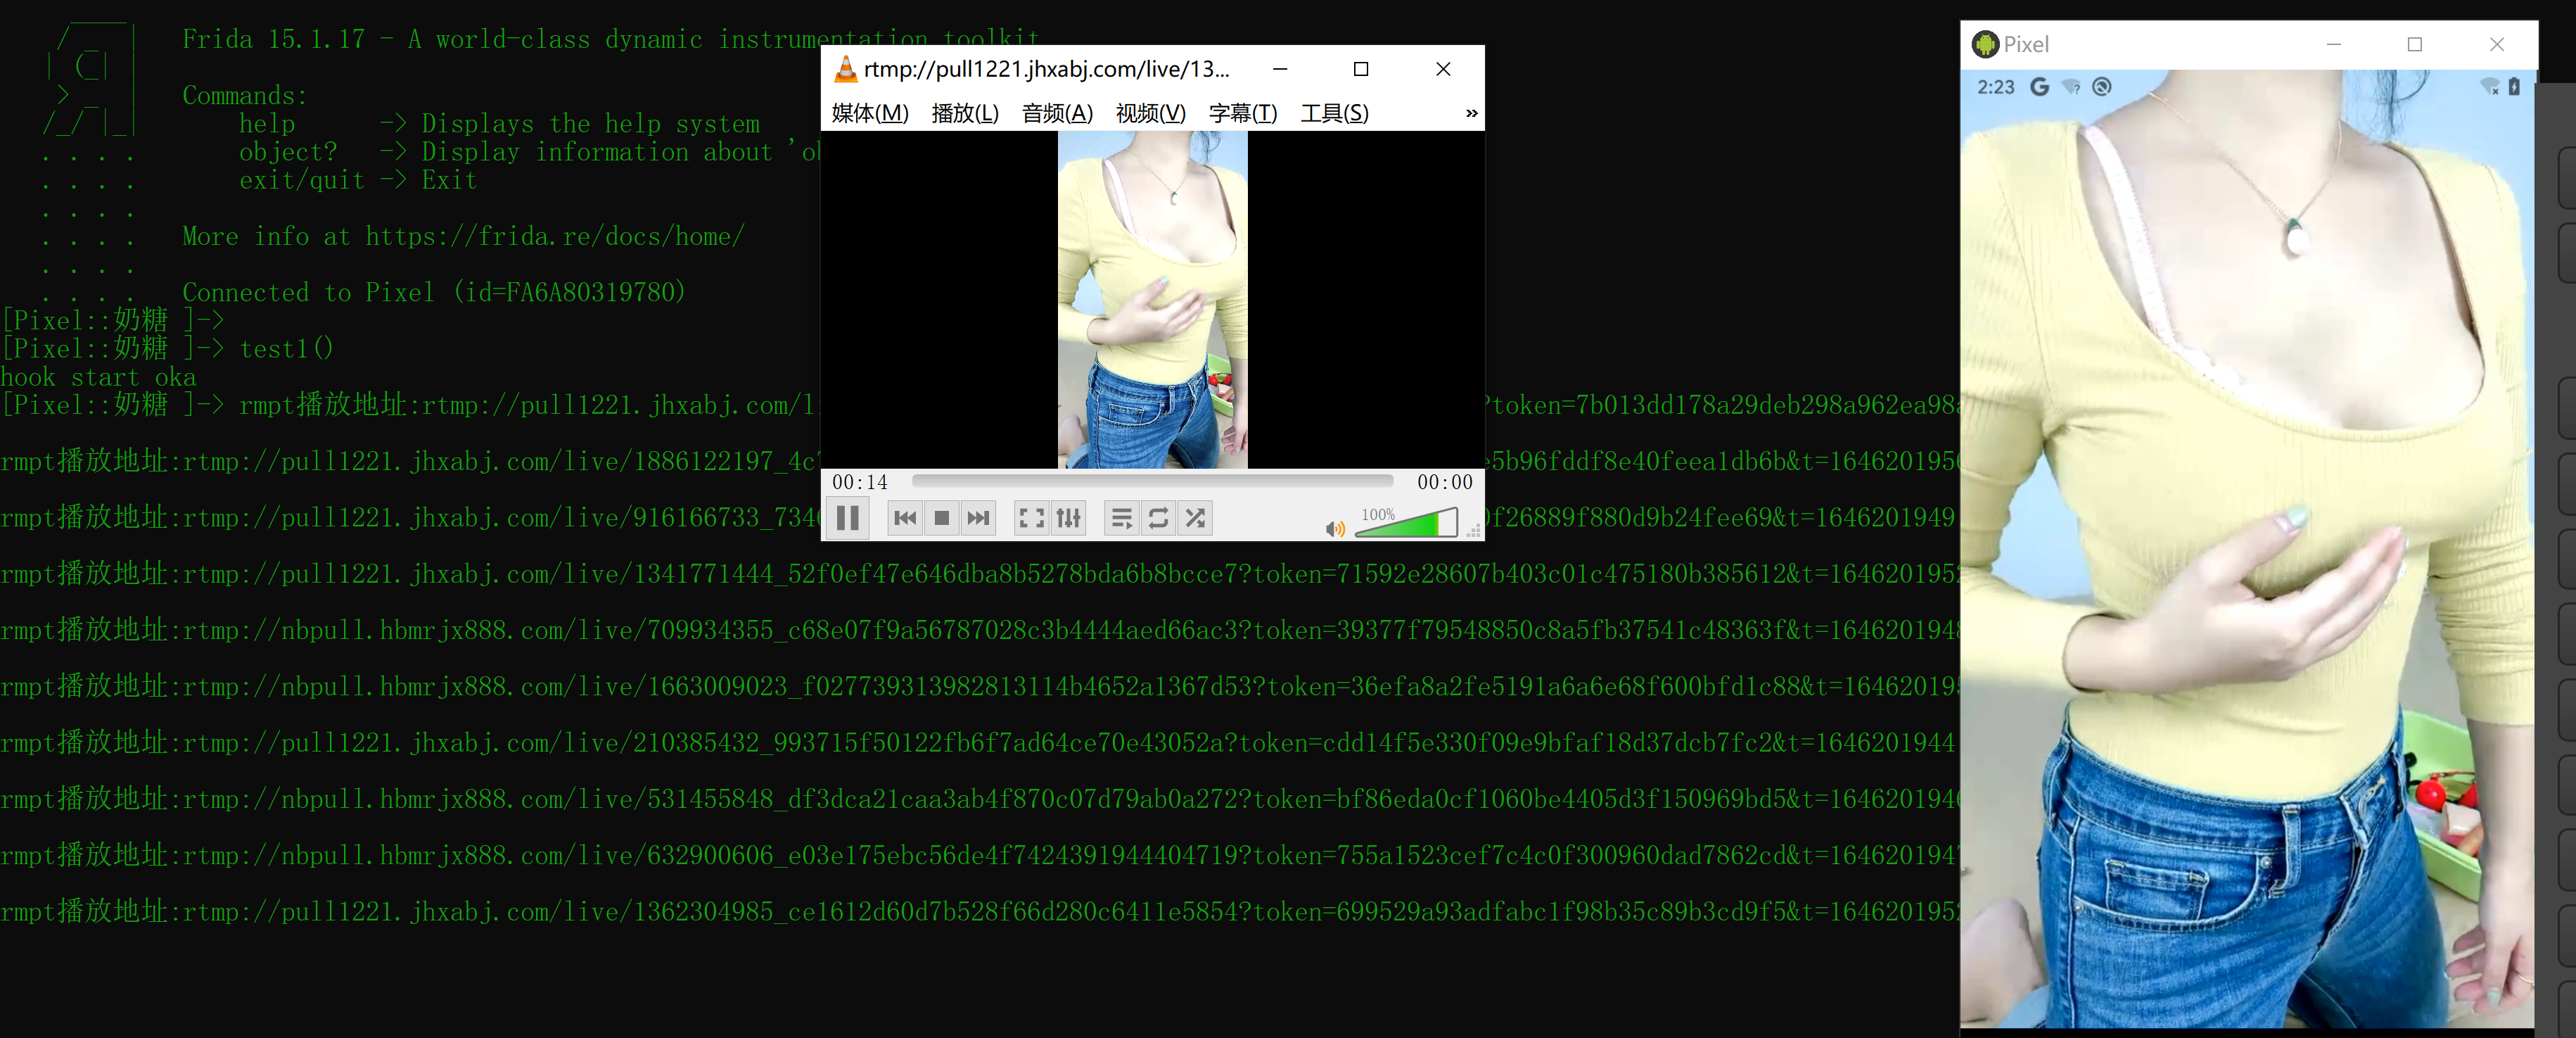 Frida 15.1.17 - A world-class dynamic instrumentation toolkit
Commands:
help -> Displays the help system
object? -> Display information about 'ob
exit/quit -> Exit
More info at https://frida.re/docs/home/
Connected to Pixel (id=FA6A80319780)
[Pixel::奶糖 ]->
[Pixel::奶糖 ]-> test1()
hook start oka
[Pixel::奶糖 ]-> rmpt播放地址:rtmp://pull1221.jhxabj.com/li ?token=7b013dd178a29deb298a962ea98a
rmpt播放地址:rtmp://pull1221.jhxabj.com/live/1886122197_4c e5b96fddf8e40feea1db6b&t=164620195
rmpt播放地址:rtmp://pull1221.jhxabj.com/live/916166733_734 0f26889f880d9b24fee69&t=1646201949
rmpt播放地址:rtmp://pull1221.jhxabj.com/live/1341771444_52f0ef47e646dba8b5278bda6b8bcce7?token=71592e28607b403c01c475180b385612&t=1646201952
rmpt播放地址:rtmp://nbpull.hbmrjx888.com/live/709934355_c68e07f9a56787028c3b4444aed66ac3?token=39377f79548850c8a5fb37541c48363f&t=1646201948
rmpt播放地址:rtmp://nbpull.hbmrjx888.com/live/1663009023_f027739313982813114b4652a1367d53?token=36efa8a2fe5191a6a6e68f600bfd1c88&t=164620195
rmpt播放地址:rtmp://pull1221.jhxabj.com/live/210385432_993715f50122fb6f7ad64ce70e43052a?token=cdd14f5e330f09e9bfaf18d37dcb7fc2&t=1646201944
rmpt播放地址:rtmp://nbpull.hbmrjx888.com/live/531455848_df3dca21caa3ab4f870c07d79ab0a272?token=bf86eda0cf1060be4405d3f150969bd5&t=1646201946
rmpt播放地址:rtmp://nbpull.hbmrjx888.com/live/632900606_e03e175ebc56de4f7424391944404719?token=755a1523cef7c4c0f300960dad7862cd&t=1646201947
rmpt播放地址:rtmp://pull1221.jhxabj.com/live/1362304985_ce1612d60d7b528f66d280c6411e5854?token=699529a93adfabc1f98b35c89b3cd9f5&t=1646201952
rtmp://pull1221.jhxabj.com/live/13...
媒体(M) 播放(L) 音频(A) 视频(V) 字幕(T) 工具(S) »
00:14 00:00
100%
Pixel
2:23